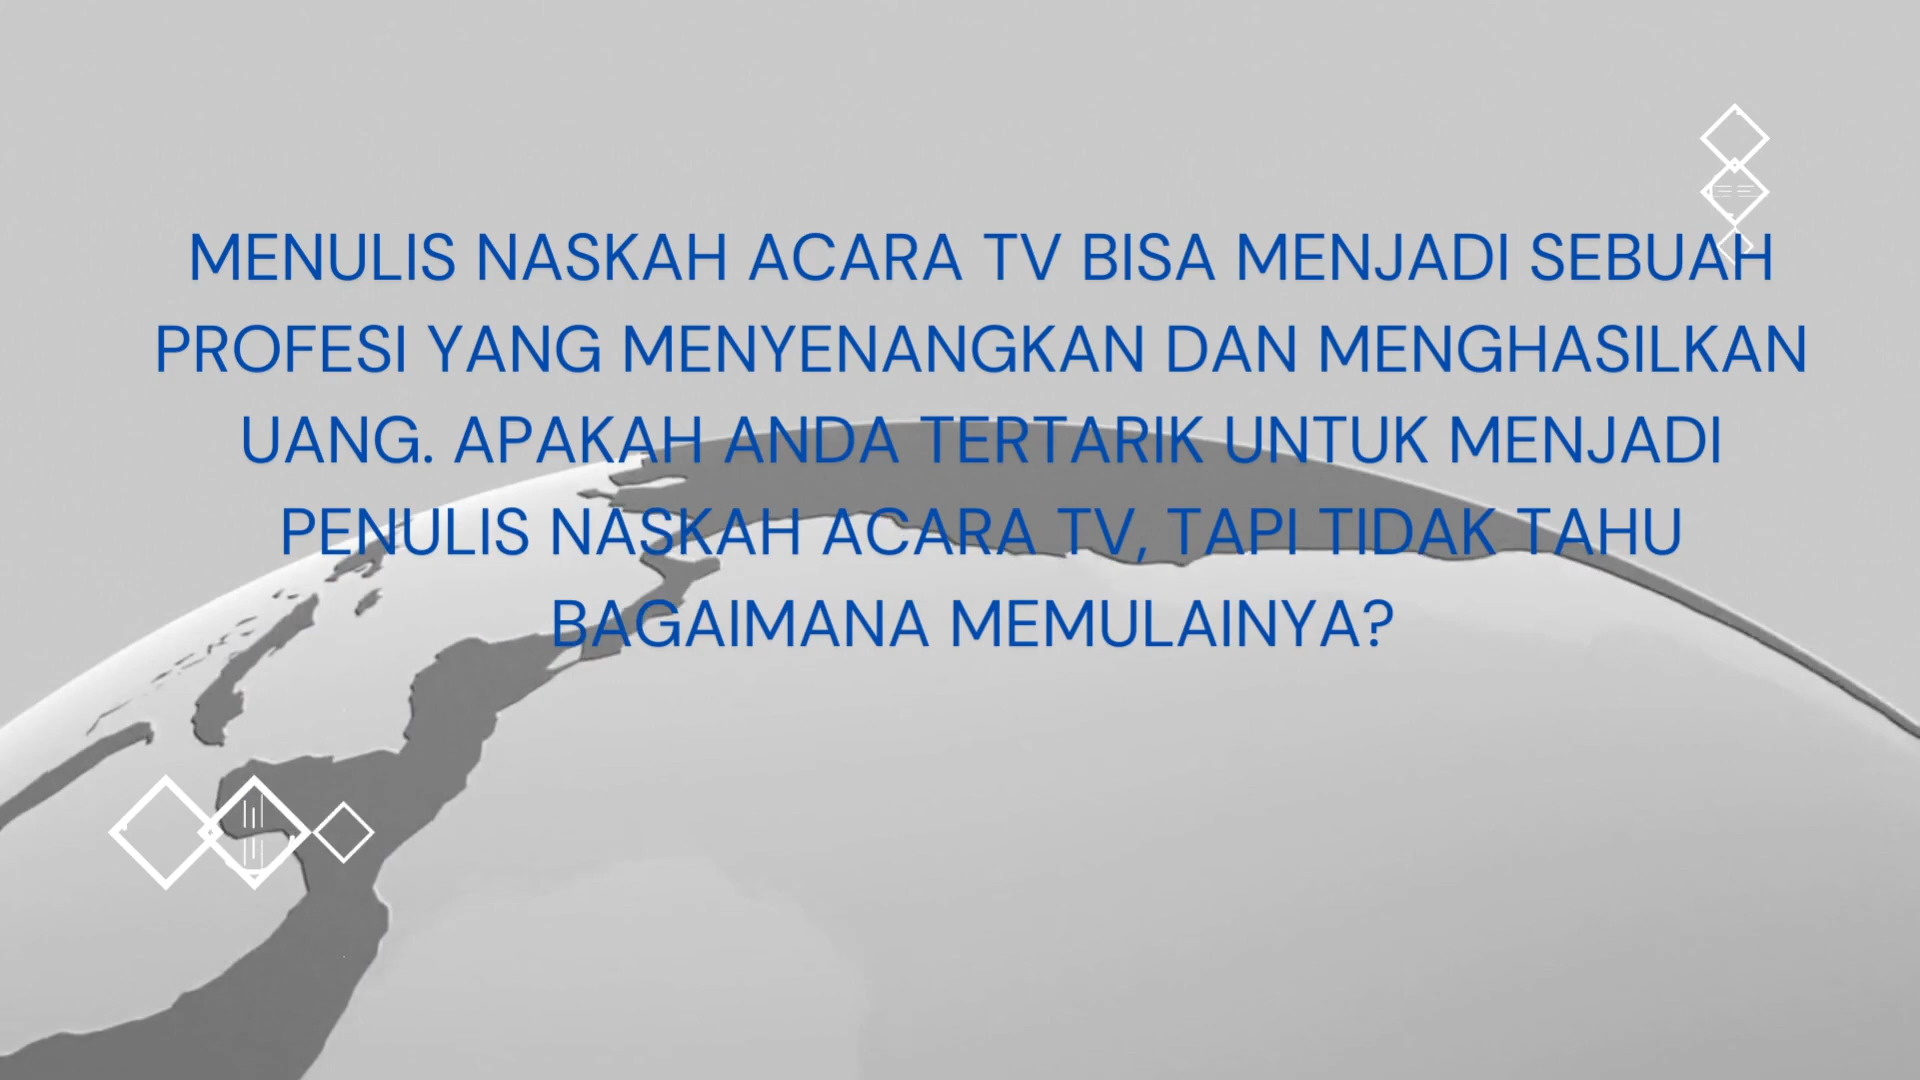 MENULIS NASKAH ACARA TV BISA MENJADI SEBUAH
PROFESI YANG MENYENANGKAN DAN MENGHASILKAN
UANG. APAKAH ANDA TERTARIK UNTUK MENJADI
PENULIS NASKAH ACARA TV, TAPI TIDAK TAHU
BAGAIMANA MEMULAINYA?